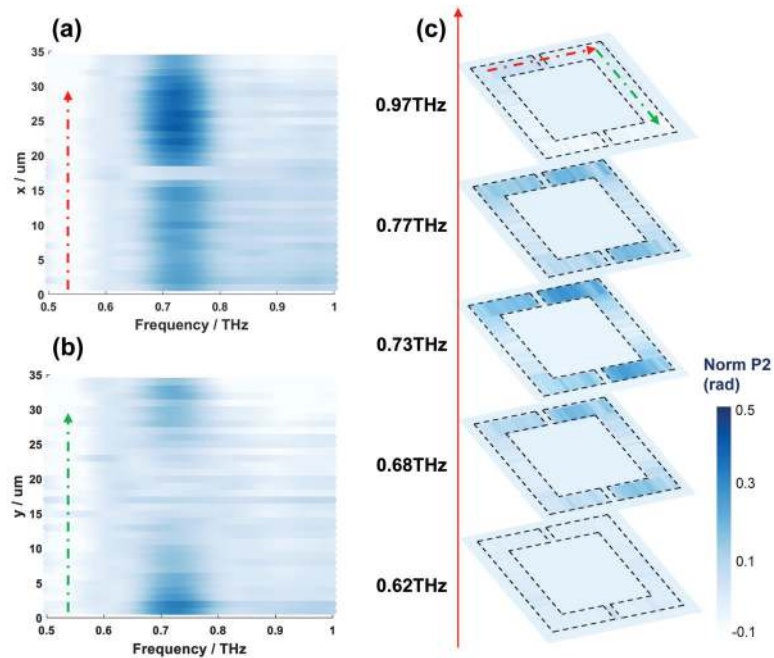 (a)
35
30
25
20
15
10
5
0
x / um
0.5 0.6 0.7 0.8 0.9 1
Frequency / THz
(b)
35
30
25
20
15
10
5
0
y / um
0.5 0.6 0.7 0.8 0.9 1
Frequency / THz
(c)
0.97THz
0.77THz
0.73THz
0.68THz
0.62THz
Norm P2
(rad)
0.5
0.3
0.1
-0.1